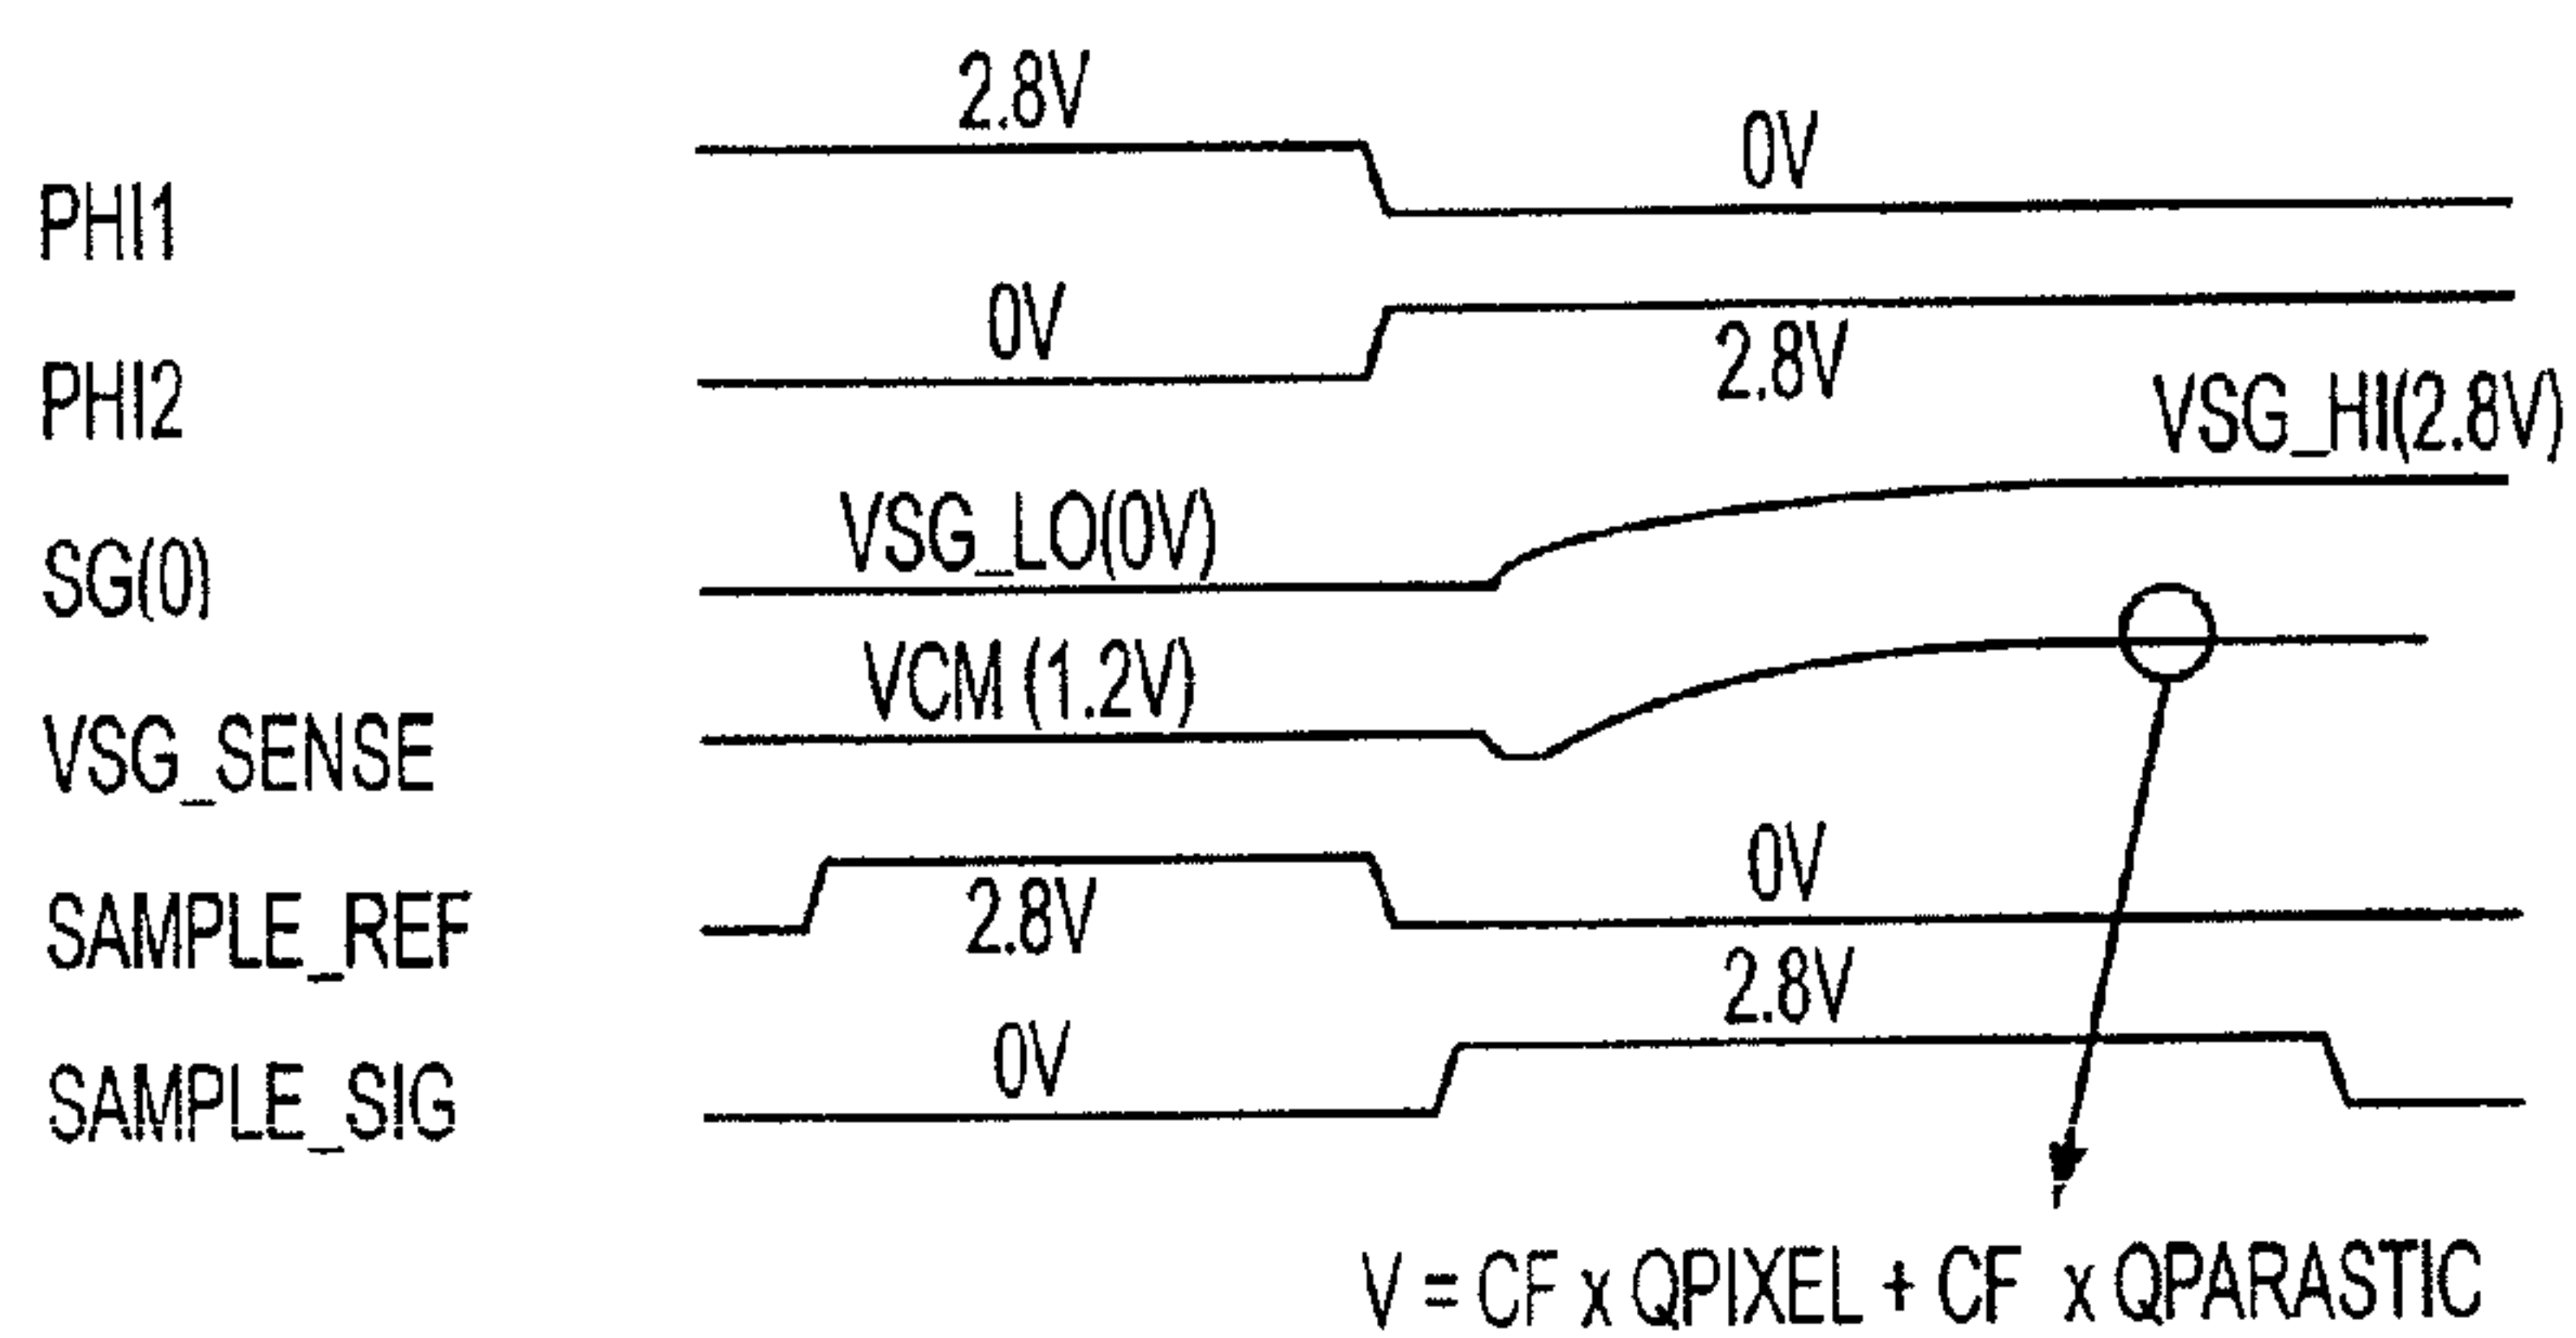 2.8V
0V
PHI1
0V
2.8V
PHI2
VSG_HI(2.8V)
VSG_LO(0V)
SG(0)
VCM (1.2V)
VSG_SENSE
0V
SAMPLE_REF
2.8V
2.8V
0V
SAMPLE_SIG
V = CF x QPIXEL + CF x QPARASTIC